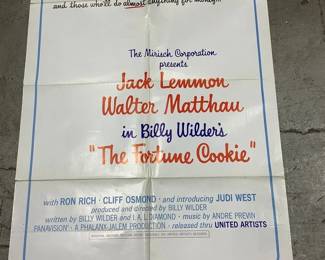 and those who'll do almost anything for money...
The Mirisch Corporation
presents
Jack Lemmon
Walter Matthau
in Billy Wilder's
"The Fortune Cookie"
with RON RICH • CLIFF OSMOND • and introducing JUDI WEST
produced and directed by BILLY WILDER
written by BILLY WILDER and I.A.L. DIAMOND • music by ANDRE PREVIN
PANAVISION® • A PHALANX-JALEM PRODUCTION • released thru UNITED ARTISTS